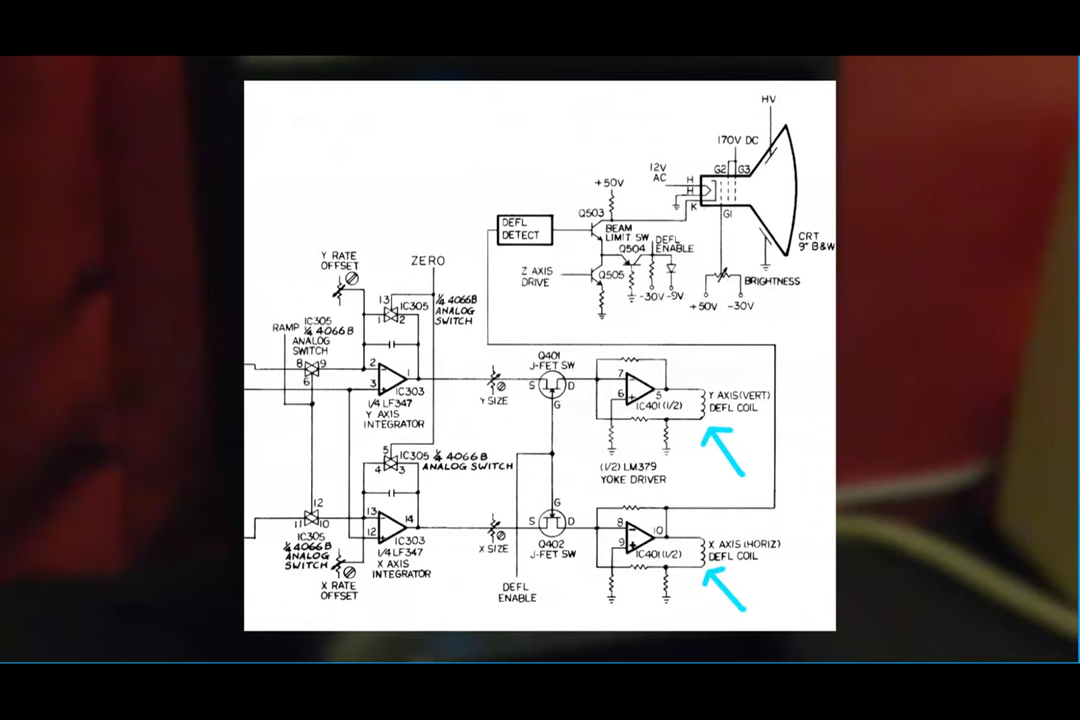 HV
170V DC
G2
G3
12V
AC
H
H
K
G1
CRT
9" B&W
+50V
Q503
BEAM
LIMIT SW
DEFL
DETECT
Q504
DEFL
ENABLE
Z AXIS
DRIVE
Q505
-30V
-9V
BRIGHTNESS
+50V
-30V
Y RATE
OFFSET
ZERO
13
IC305
1
2
¼ 4066B
ANALOG
SWITCH
RAMP
IC305
¼ 4066B
ANALOG
SWITCH
8
9
6
2
3
1
IC303
1/4 LF347
Y AXIS
INTEGRATOR
Y SIZE
Q401
J-FET SW
S
D
G
7
6
5
IC401 (1/2)
Y AXIS (VERT)
DEFL COIL
(1/2) LM379
YOKE DRIVER
5
4
3
IC305 ¼ 4066B
ANALOG SWITCH
12
11
10
IC305
¼ 4066B
ANALOG
SWITCH
13
12
14
IC303
1/4 LF347
X AXIS
INTEGRATOR
X RATE
OFFSET
X SIZE
G
S
D
Q402
J-FET SW
DEFL
ENABLE
8
9
10
IC401 (1/2)
X AXIS (HORIZ)
DEFL COIL